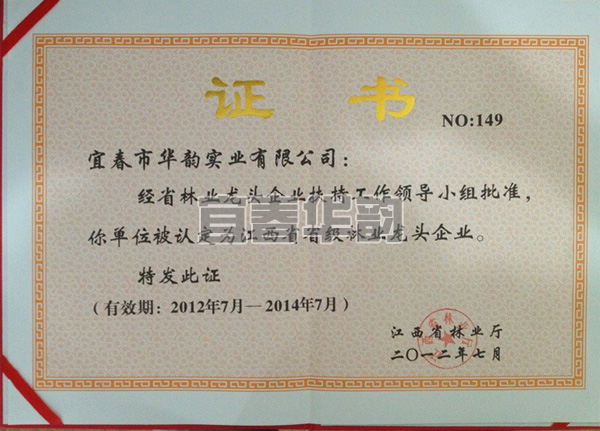 证 书
NO:149
宜春市华韵实业有限公司：
经省林业龙头企业扶持工作领导小组批准，
宜春华韵
你单位被认定为江西省省级林业龙头企业。
特发此证
（有效期：2012年7月—2014年7月）
江西省林业厅
二〇一二年七月